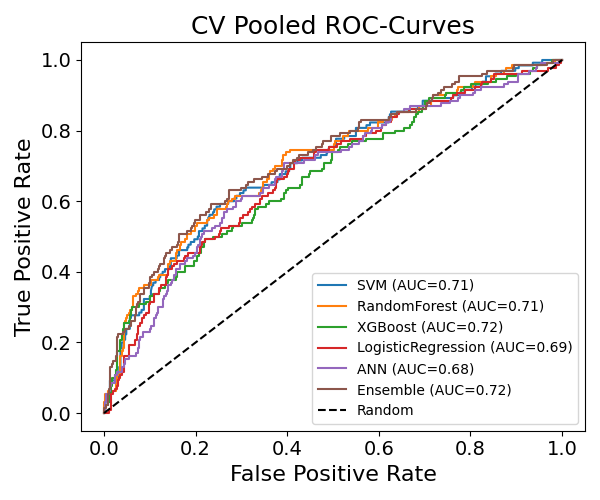 CV Pooled ROC-Curves
True Positive Rate
1.0
0.8
0.6
0.4
0.2
0.0
SVM (AUC=0.71)
RandomForest (AUC=0.71)
XGBoost (AUC=0.72)
LogisticRegression (AUC=0.69)
ANN (AUC=0.68)
Ensemble (AUC=0.72)
Random
0.0 0.2 0.4 0.6 0.8 1.0
False Positive Rate